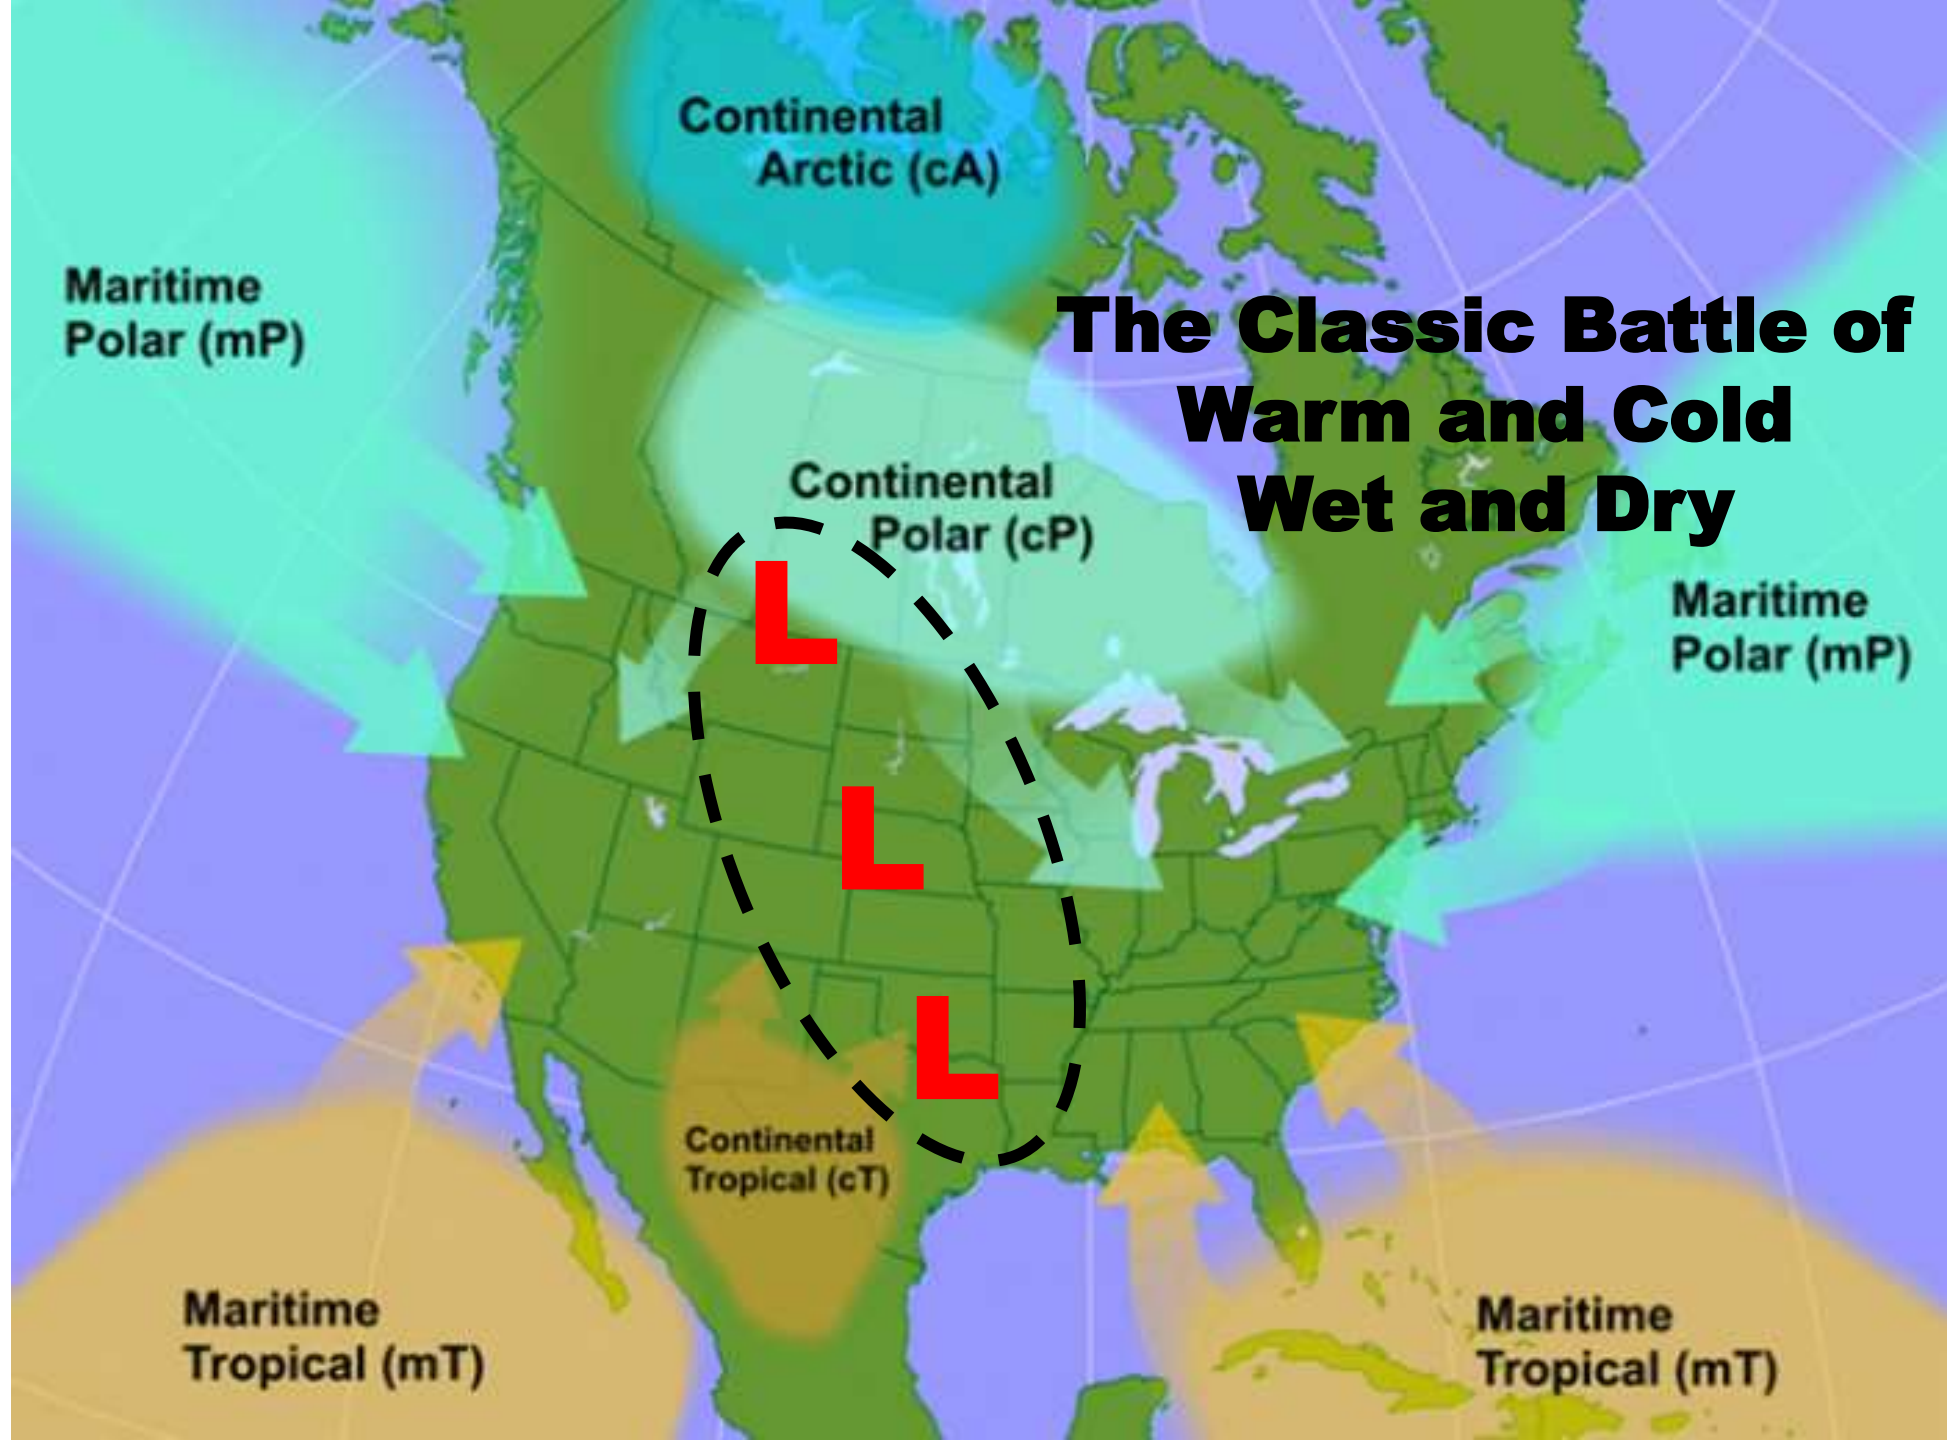 Continental
Arctic (cA)
Maritime
Polar (mP)
The Classic Battle of
Warm and Cold
Wet and Dry
Continental
Polar (cP)
L
Maritime
Polar (mP)
L
L
Continental
Tropical (cT)
Maritime
Tropical (mT)
Maritime
Tropical (mT)